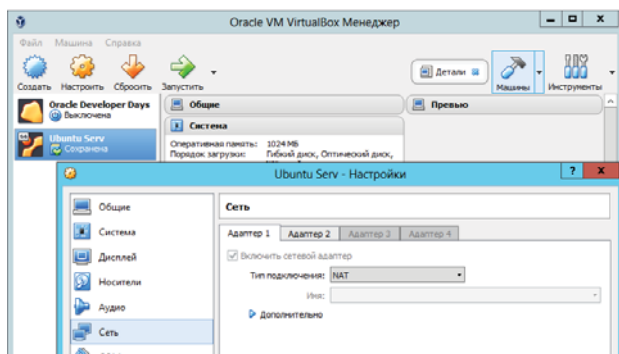 Oracle VM VirtualBox Менеджер
Файл Машина Справка
Создать Настроить Сбросить Запустить
Детали Машины Инструменты
Oracle Developer Days
Выключена
Ubuntu Serv
Сохранена
Общие
Превью
Система
Оперативная память: 1024 МБ
Порядок загрузки: Гибкий диск, Оптический диск,
Ubuntu Serv - Настройки
Общие
Система
Дисплей
Носители
Аудио
Сеть
Сеть
Адаптер 1 Адаптер 2 Адаптер 3 Адаптер 4
Включить сетевой адаптер
Тип подключения: NAT
Имя:
Дополнительно